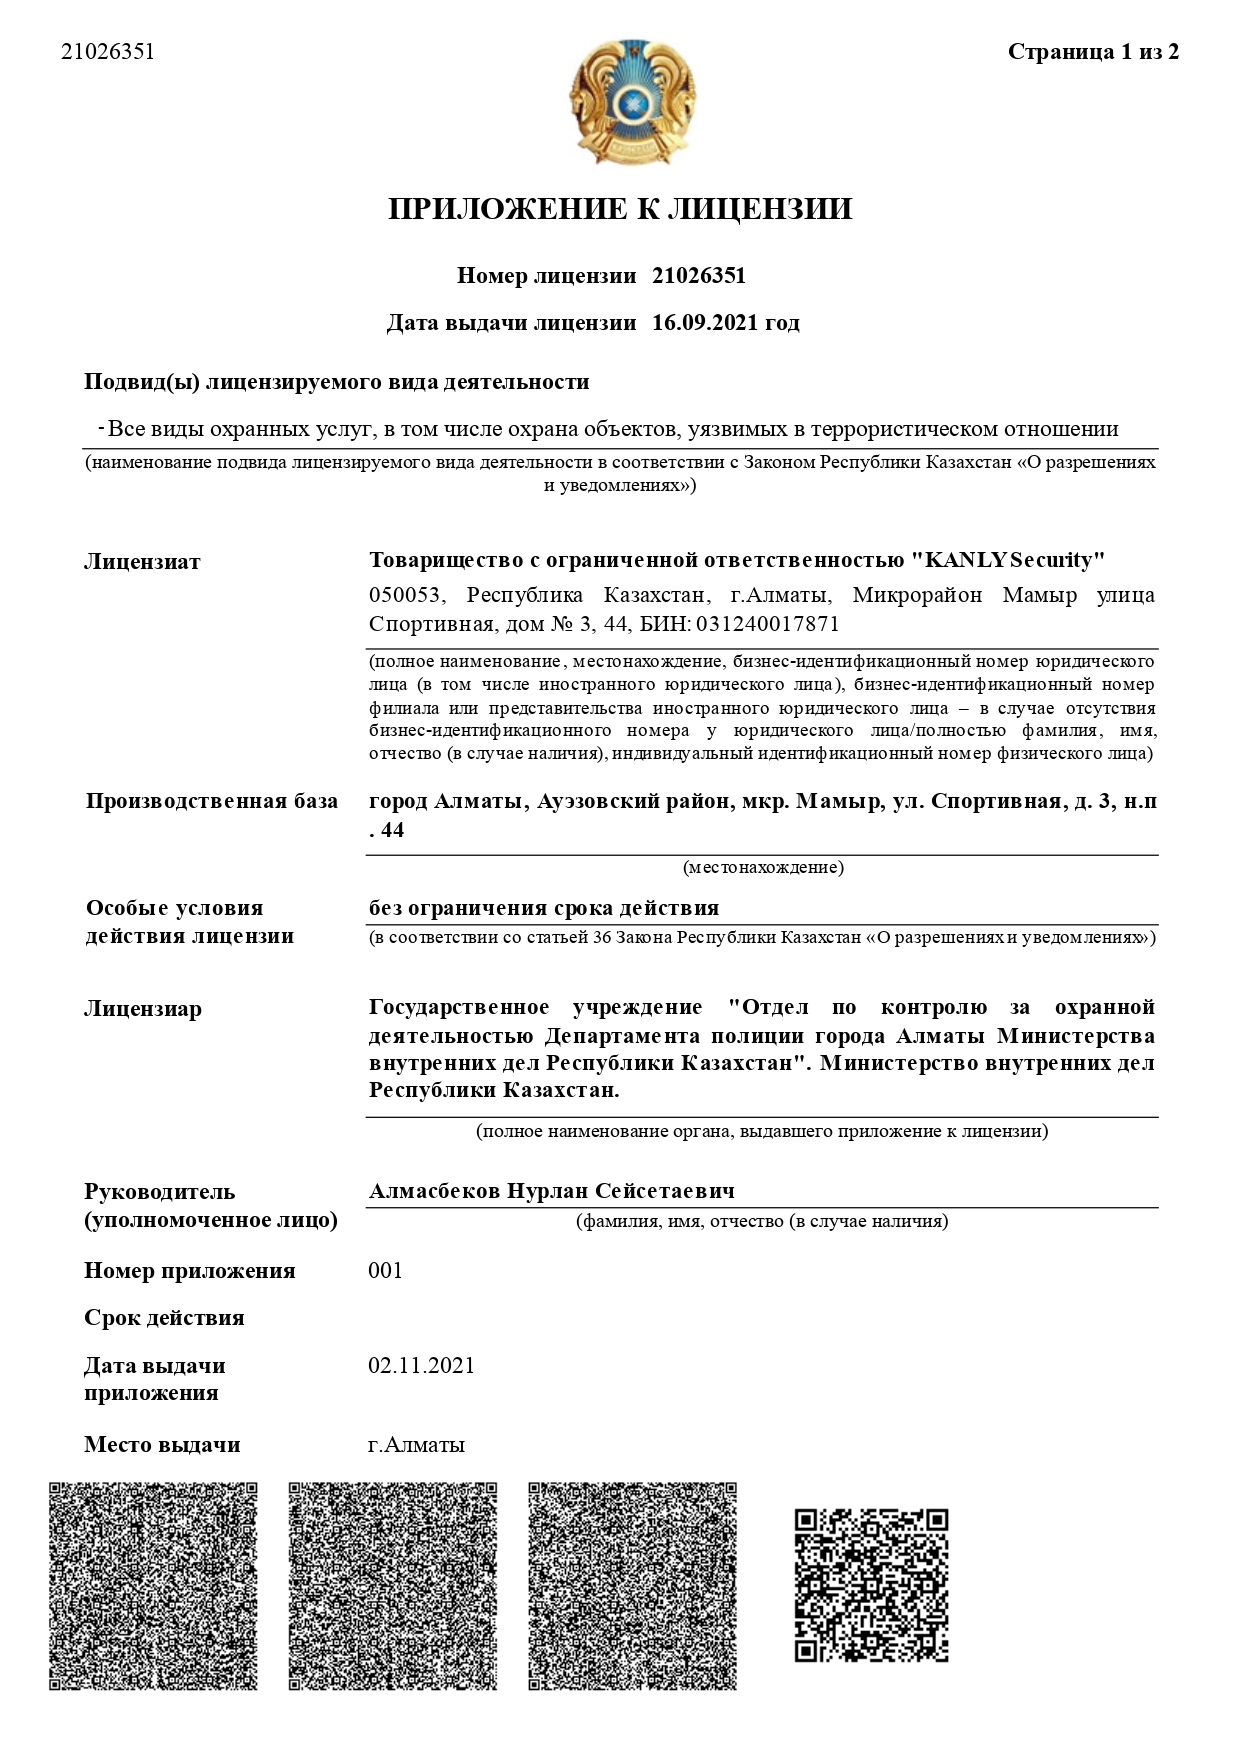 21026351
Страница 1 из 2
ПРИЛОЖЕНИЕ К ЛИЦЕНЗИИ
Номер лицензии 21026351
Дата выдачи лицензии 16.09.2021 год
Подвид(ы) лицензируемого вида деятельности
- Все виды охранных услуг, в том числе охрана объектов, уязвимых в террористическом отношении
(наименование подвида лицензируемого вида деятельности в соответствии с Законом Республики Казахстан «О разрешениях
и уведомлениях»)
Лицензиат
Товарищество с ограниченной ответственностью "KANLY Security"
050053, Республика Казахстан, г.Алматы, Микрорайон Мамыр улица
Спортивная, дом № 3, 44, БИН: 031240017871
(полное наименование, местонахождение, бизнес-идентификационный номер юридического
лица (в том числе иностранного юридического лица), бизнес-идентификационный номер
филиала или представительства иностранного юридического лица – в случае отсутствия
бизнес-идентификационного номера у юридического лица/полностью фамилия, имя,
отчество (в случае наличия), индивидуальный идентификационный номер физического лица)
Производственная база
город Алматы, Ауэзовский район, мкр. Мамыр, ул. Спортивная, д. 3, н.п
. 44
(местонахождение)
Особые условия
действия лицензии
без ограничения срока действия
(в соответствии со статьей 36 Закона Республики Казахстан «О разрешениях и уведомлениях»)
Лицензиар
Государственное учреждение "Отдел по контролю за охранной
деятельностью Департамента полиции города Алматы Министерства
внутренних дел Республики Казахстан". Министерство внутренних дел
Республики Казахстан.
(полное наименование органа, выдавшего приложение к лицензии)
Руководитель
(уполномоченное лицо)
Алмасбеков Нурлан Сейсетаевич
(фамилия, имя, отчество (в случае наличия)
Номер приложения
001
Срок действия
Дата выдачи
приложения
02.11.2021
Место выдачи
г.Алматы